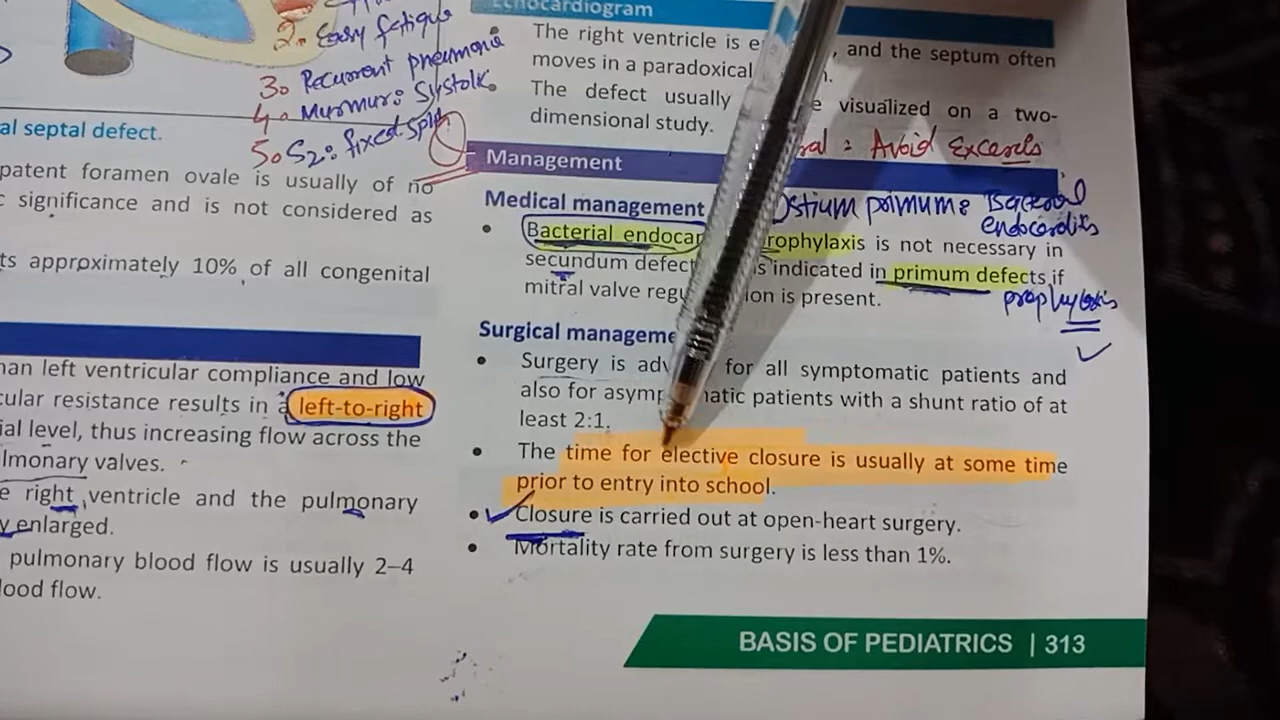 2. Easy fatigue
3. Recurrent pneumonia
4. Murmur: Systolic
5. S2: fixed split
al septal defect.
patent foramen ovale is usually of no
significance and is not considered as
ts approximately 10% of all congenital
an left ventricular compliance and low
cular resistance results in a left-to-right
ial level, thus increasing flow across the
lmonary valves.
e right ventricle and the pulmonary
y enlarged.
pulmonary blood flow is usually 2–4
lood flow.
Echocardiogram
• The right ventricle is e , and the septum often
moves in a paradoxical n.
The defect usually e visualized on a two-
dimensional study.
ral : Avoid
Management
Medical management
Ostium primum: Bacterial
endocarditis
prophylaxis
• Bacterial endocar rophylaxis is not necessary in
secundum defect s indicated in primum defects if
mitral valve regu ion is present.
Surgical manageme
• Surgery is adv for all symptomatic patients and
also for asymp matic patients with a shunt ratio of at
least 2:1.
• The time for elective closure is usually at some time
prior to entry into school.
• Closure is carried out at open-heart surgery.
• Mortality rate from surgery is less than 1%.
BASIS OF PEDIATRICS | 313